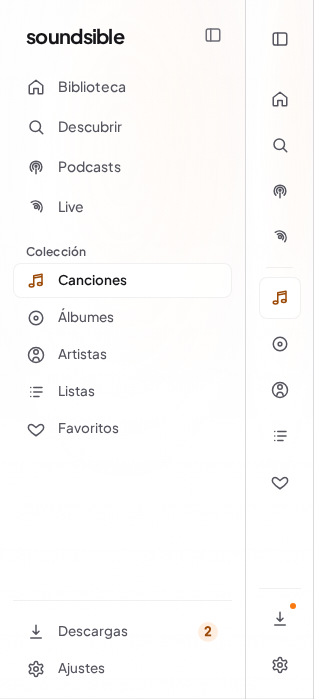 soundsible
Biblioteca
Descubrir
Podcasts
Live
Colección
Canciones
Álbumes
Artistas
Listas
Favoritos
Descargas 2
Ajustes